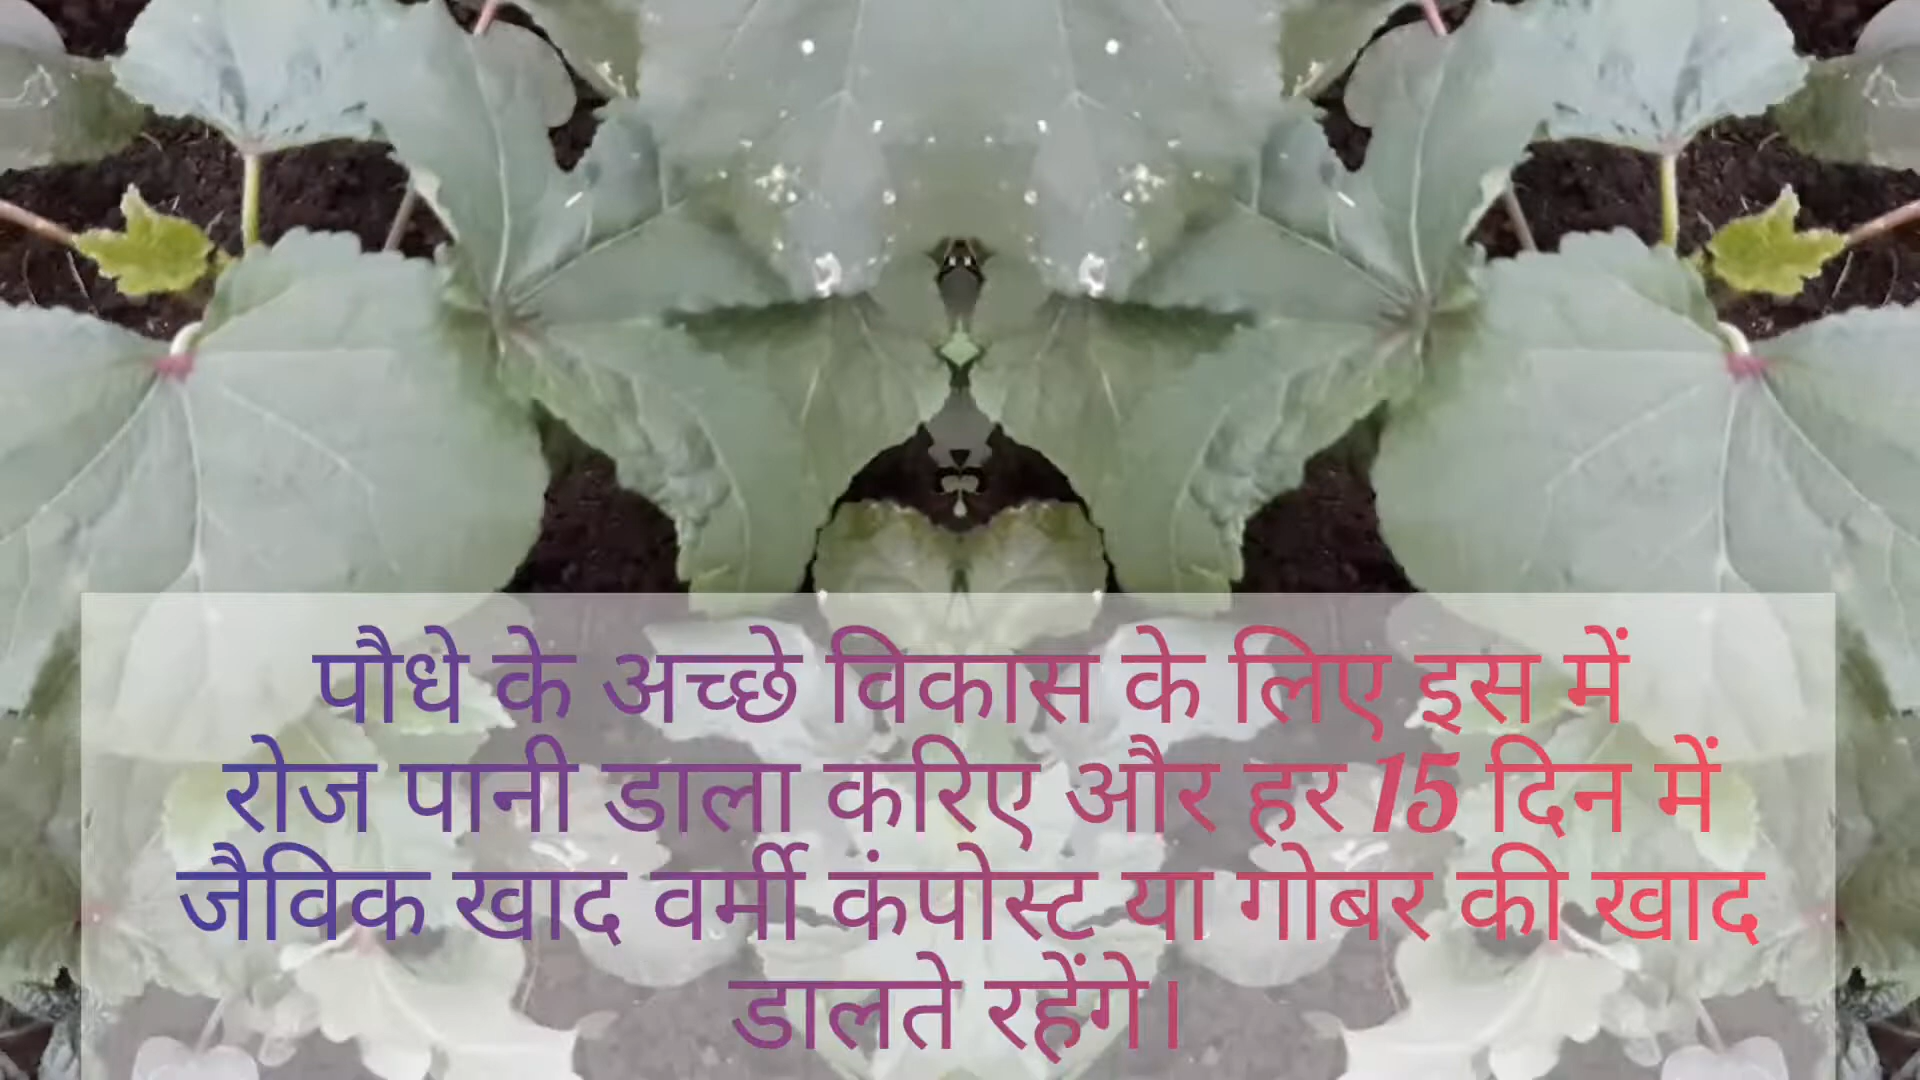 पौधे के अच्छे विकास के लिए इस में
रोज पानी डाला करिए और हर 15 दिन में
जैविक खाद वर्मी कंपोस्ट या गोबर की खाद
डालते रहेंगे।